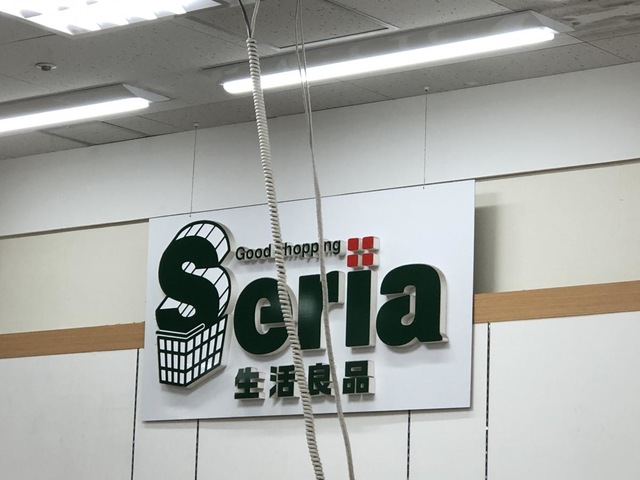 Good shopping
Seria
生活良品